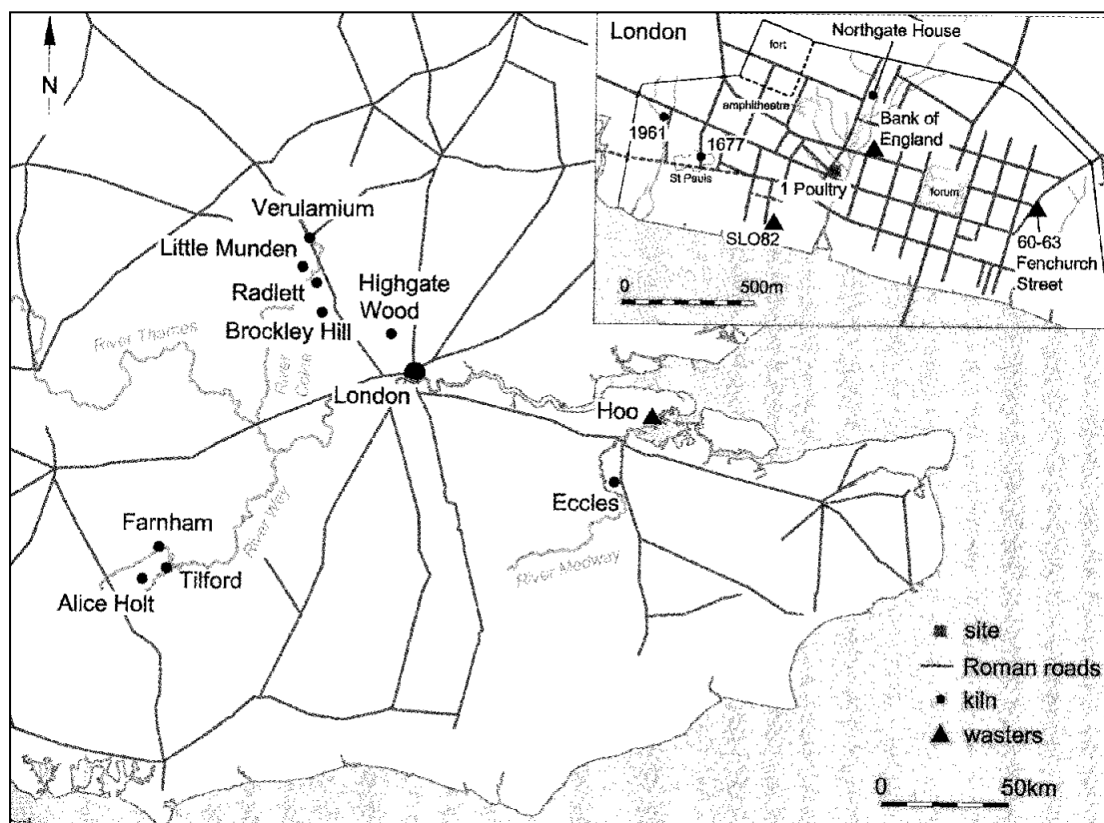 N
Verulamium
Little Munden
Radlett
Brockley Hill
Highgate
Wood
River Thames
River
Colne
London
Hoo
Eccles
River Medway
River Way
Farnham
Tilford
Alice Holt
London
Northgate House
fort
amphitheatre
1961
1677
St Pauls
Bank of
England
1 Poultry
forum
SLO82
60-63
Fenchurch
Street
0 500m
site
Roman roads
kiln
wasters
0 50km